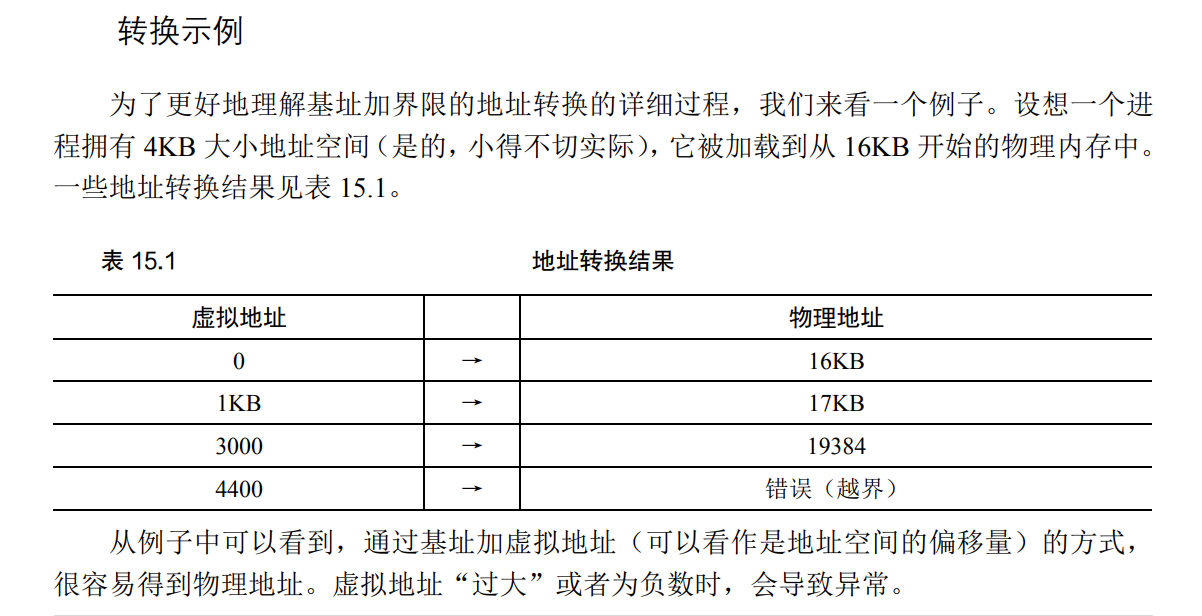 转换示例
为了更好地理解基址加界限的地址转换的详细过程，我们来看一个例子。设想一个进
程拥有 4KB 大小地址空间（是的，小得不切实际），它被加载到从 16KB 开始的物理内存中。
一些地址转换结果见表 15.1。
表 15.1 地址转换结果
虚拟地址 物理地址
0 → 16KB
1KB → 17KB
3000 → 19384
4400 → 错误（越界）
从例子中可以看到，通过基址加虚拟地址（可以看作是地址空间的偏移量）的方式，
很容易得到物理地址。虚拟地址“过大”或者为负数时，会导致异常。